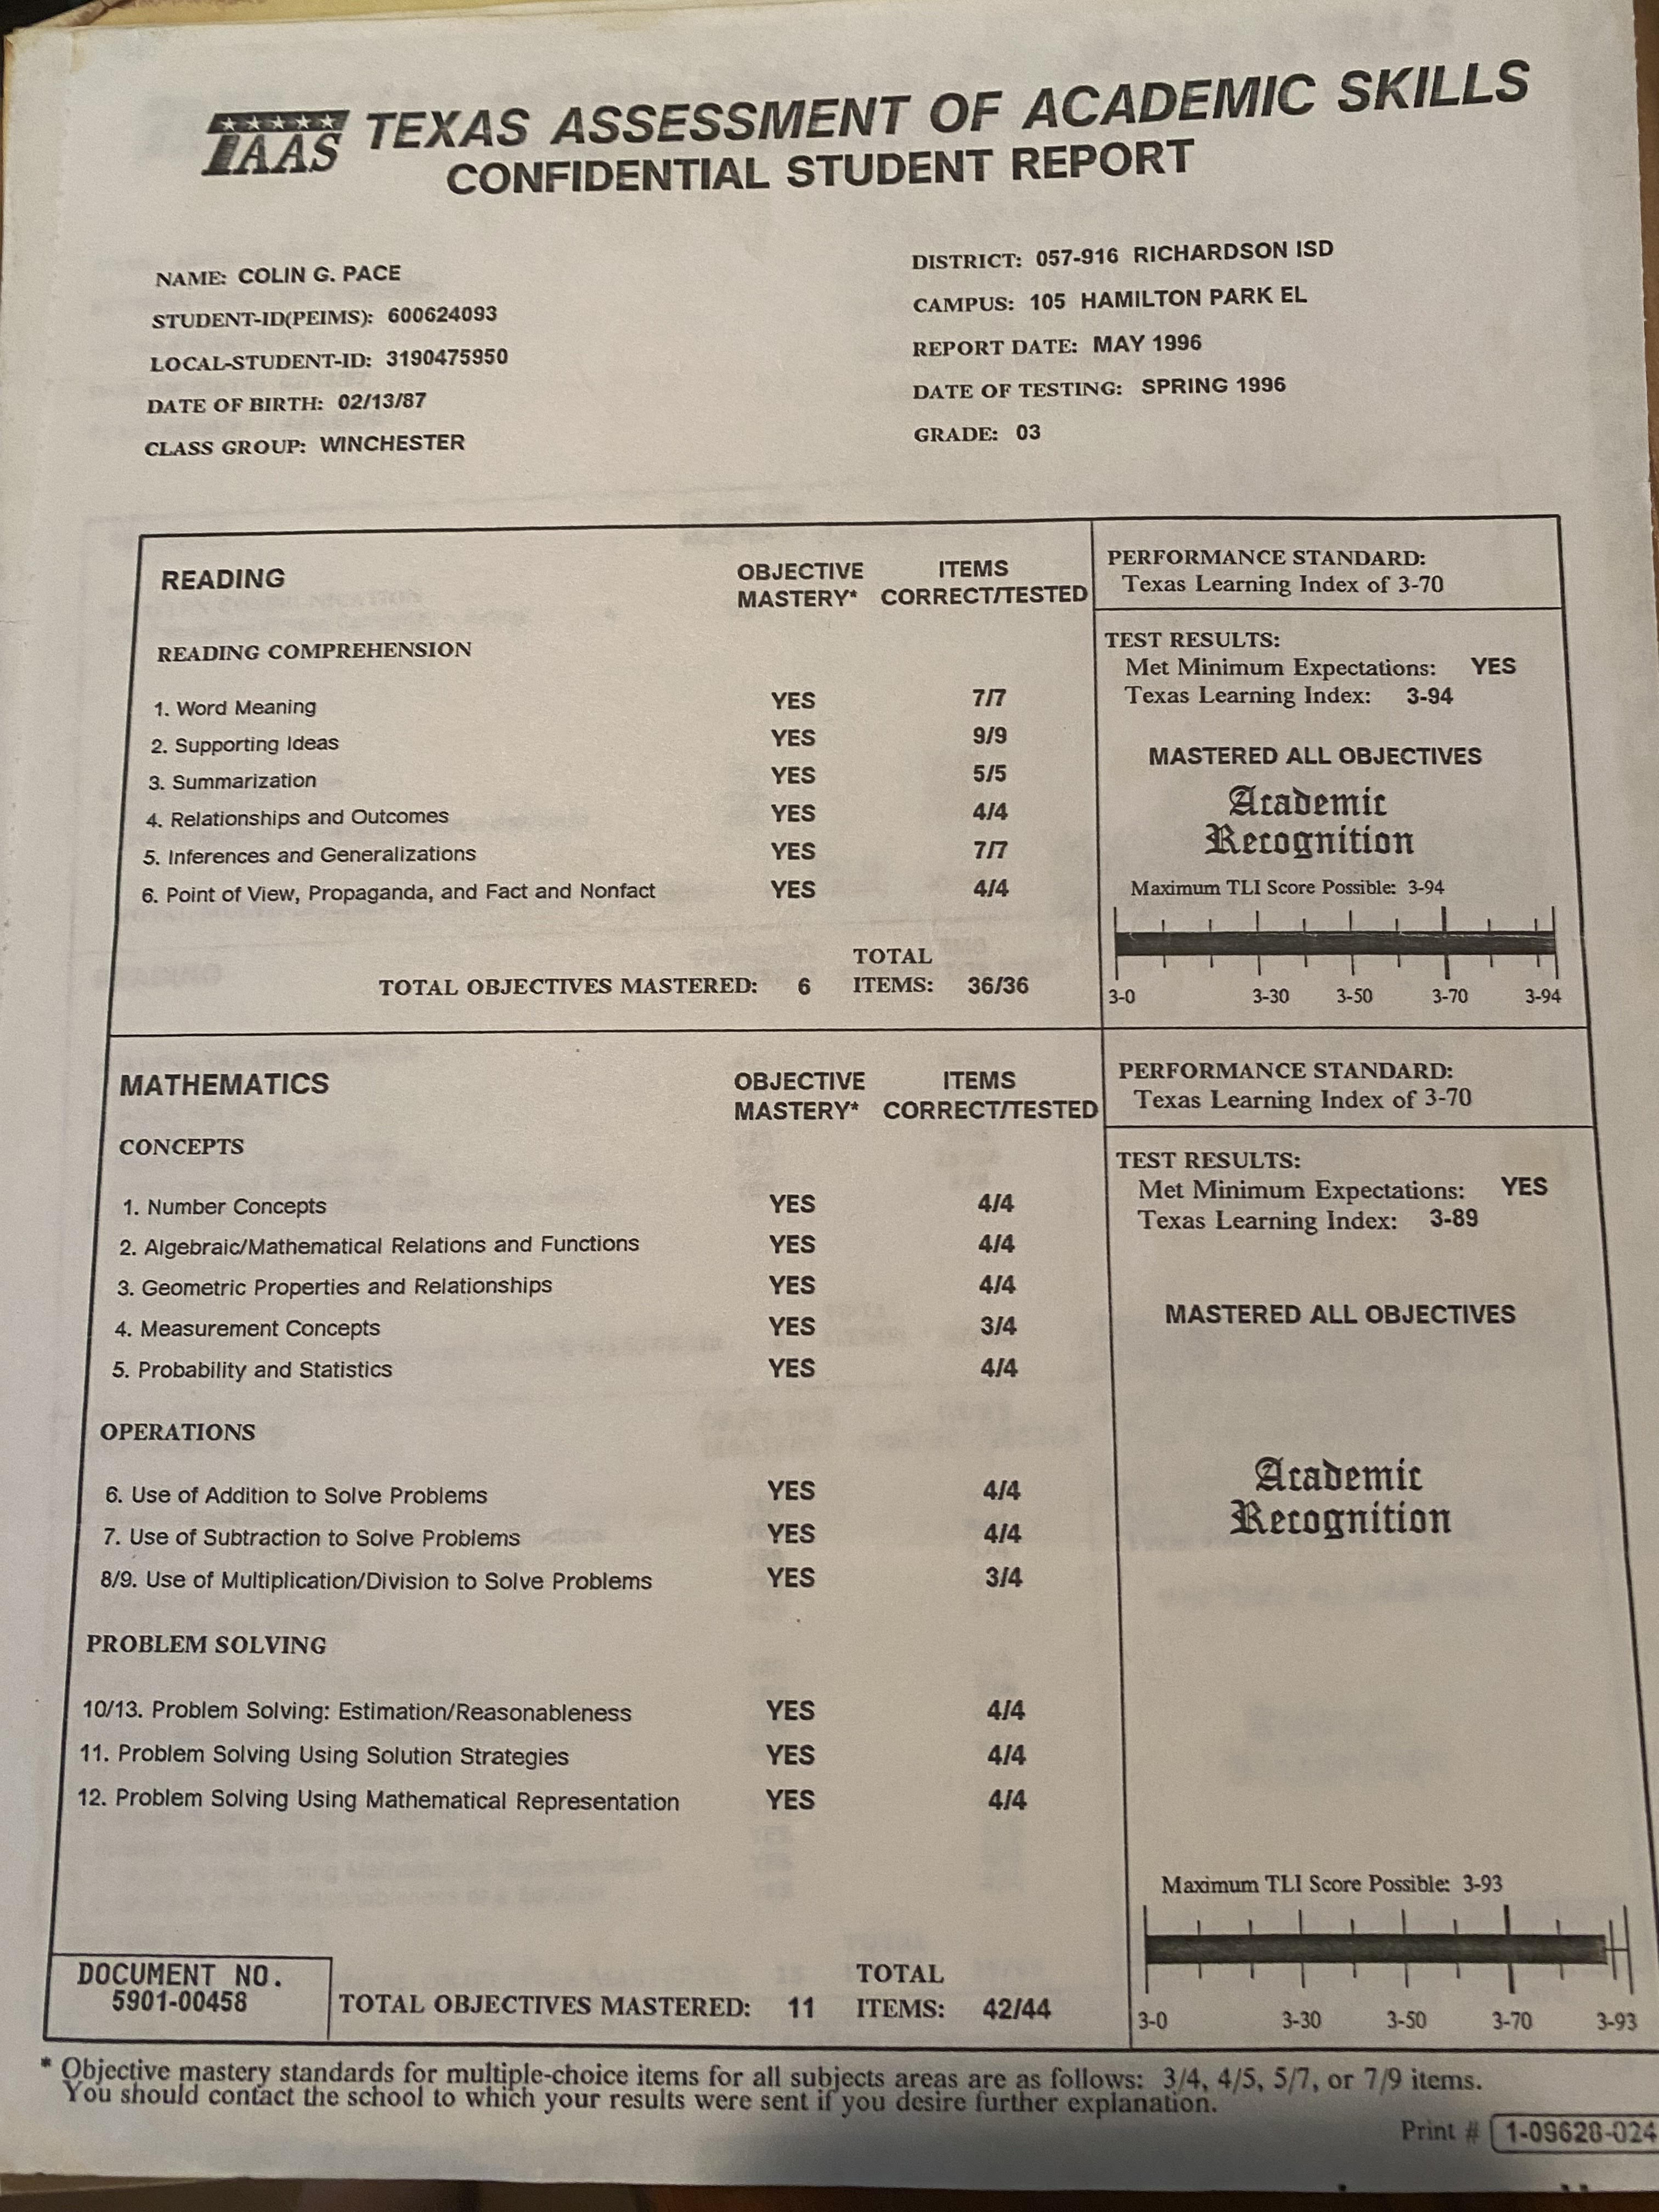 TAAS TEXAS ASSESSMENT OF ACADEMIC SKILLS
CONFIDENTIAL STUDENT REPORT
NAME: COLIN G. PACE
STUDENT-ID(PEIMS): 600624093
LOCAL-STUDENT-ID: 3190475950
DATE OF BIRTH: 02/13/87
CLASS GROUP: WINCHESTER
DISTRICT: 057-916 RICHARDSON ISD
CAMPUS: 105 HAMILTON PARK EL
REPORT DATE: MAY 1996
DATE OF TESTING: SPRING 1996
GRADE: 03
READING OBJECTIVE MASTERY* ITEMS CORRECT/TESTED
READING COMPREHENSION
1. Word Meaning YES 7/7
2. Supporting Ideas YES 9/9
3. Summarization YES 5/5
4. Relationships and Outcomes YES 4/4
5. Inferences and Generalizations YES 7/7
6. Point of View, Propaganda, and Fact and Nonfact YES 4/4
TOTAL OBJECTIVES MASTERED: 6 TOTAL ITEMS: 36/36
PERFORMANCE STANDARD:
Texas Learning Index of 3-70
TEST RESULTS:
Met Minimum Expectations: YES
Texas Learning Index: 3-94
MASTERED ALL OBJECTIVES
Academic
Recognition
Maximum TLI Score Possible: 3-94
3-0 3-30 3-50 3-70 3-94
MATHEMATICS OBJECTIVE MASTERY* ITEMS CORRECT/TESTED
CONCEPTS
1. Number Concepts YES 4/4
2. Algebraic/Mathematical Relations and Functions YES 4/4
3. Geometric Properties and Relationships YES 4/4
4. Measurement Concepts YES 3/4
5. Probability and Statistics YES 4/4
OPERATIONS
6. Use of Addition to Solve Problems YES 4/4
7. Use of Subtraction to Solve Problems YES 4/4
8/9. Use of Multiplication/Division to Solve Problems YES 3/4
PROBLEM SOLVING
10/13. Problem Solving: Estimation/Reasonableness YES 4/4
11. Problem Solving Using Solution Strategies YES 4/4
12. Problem Solving Using Mathematical Representation YES 4/4
DOCUMENT NO.
5901-00458
TOTAL OBJECTIVES MASTERED: 11 TOTAL ITEMS: 42/44
PERFORMANCE STANDARD:
Texas Learning Index of 3-70
TEST RESULTS:
Met Minimum Expectations: YES
Texas Learning Index: 3-89
MASTERED ALL OBJECTIVES
Academic
Recognition
Maximum TLI Score Possible: 3-93
3-0 3-30 3-50 3-70 3-93
* Objective mastery standards for multiple-choice items for all subjects areas are as follows: 3/4, 4/5, 5/7, or 7/9 items.
You should contact the school to which your results were sent if you desire further explanation.
Print # 1-09628-024